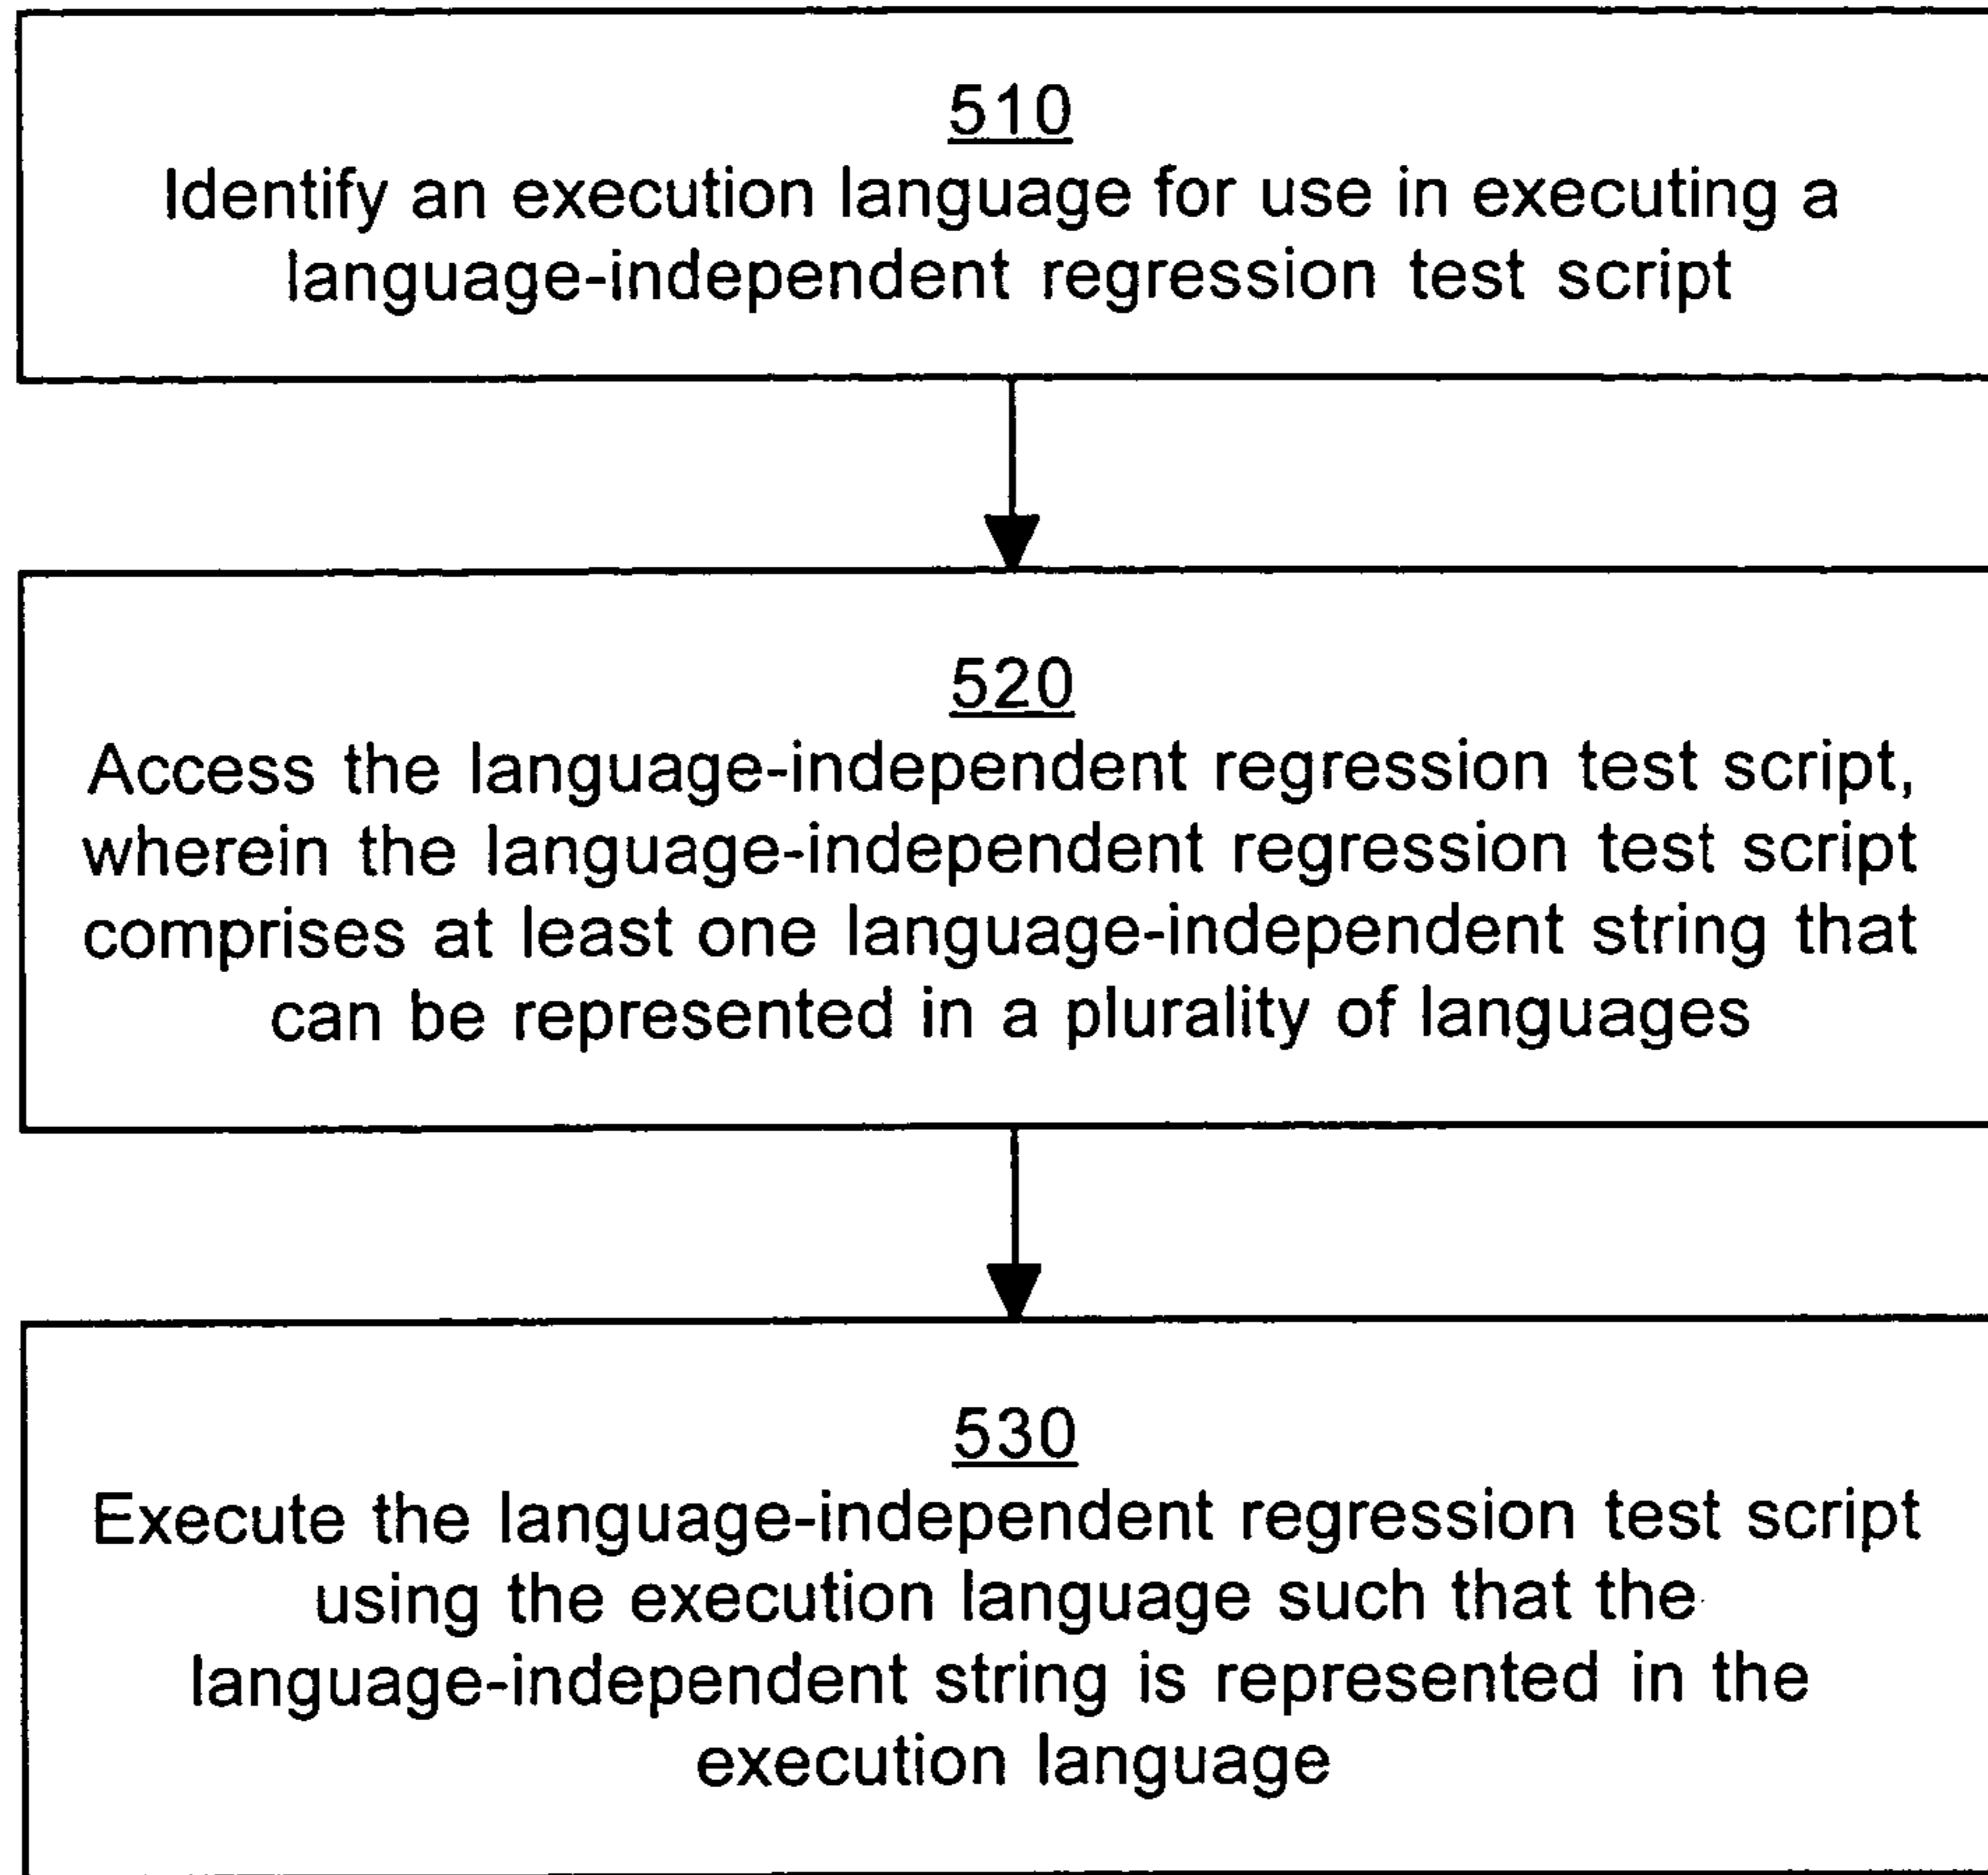 510
Identify an execution language for use in executing a
language-independent regression test script
520
Access the language-independent regression test script,
wherein the language-independent regression test script
comprises at least one language-independent string that
can be represented in a plurality of languages
530
Execute the language-independent regression test script
using the execution language such that the
language-independent string is represented in the
execution language